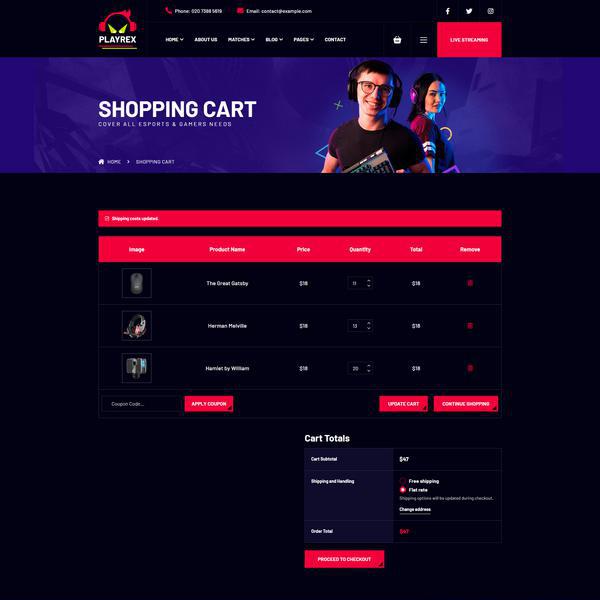 Phone: 020 7388 5619
Email: contact@example.com
PLAYREX
HOME
ABOUT US
MATCHES
BLOG
PAGES
CONTACT
LIVE STREAMING
SHOPPING CART
COVER ALL ESPORTS & GAMERS NEEDS
HOME > SHOPPING CART
Shipping costs updated.
Image Product Name Price Quantity Total Remove
The Great Gatsby $18 11 $18
Herman Melville $18 13 $18
Hamlet by William $18 20 $18
Coupon Code... APPLY COUPON UPDATE CART CONTINUE SHOPPING
Cart Totals
Cart Subtotal $47
Shipping and Handling Free shipping
Flat rate
Shipping options will be updated during checkout.
Change address
Order Total $47
PROCEED TO CHECKOUT